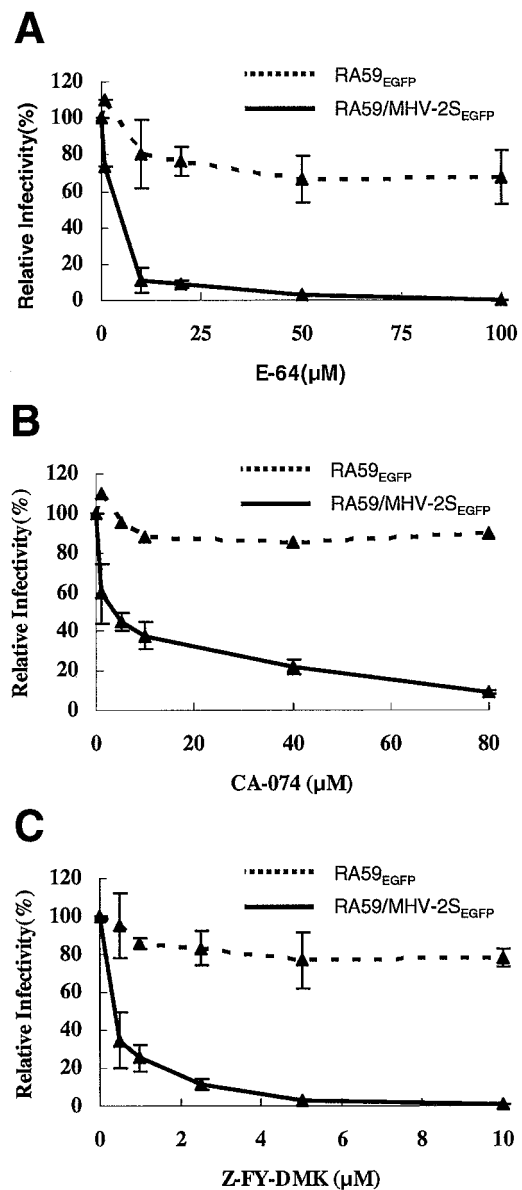 A
120
100
80
60
40
20
0
Relative Infectivity(%)
RA59EGFP
RA59/MHV-2SEGFP
0 25 50 75 100
E-64(µM)
B
120
100
80
60
40
20
0
Relative Infectivity(%)
RA59EGFP
RA59/MHV-2SEGFP
0 20 40 60 80
CA-074 (µM)
C
120
100
80
60
40
20
0
Relative Infectivity(%)
RA59EGFP
RA59/MHV-2SEGFP
0 2 4 6 8 10
Z-FY-DMK (µM)